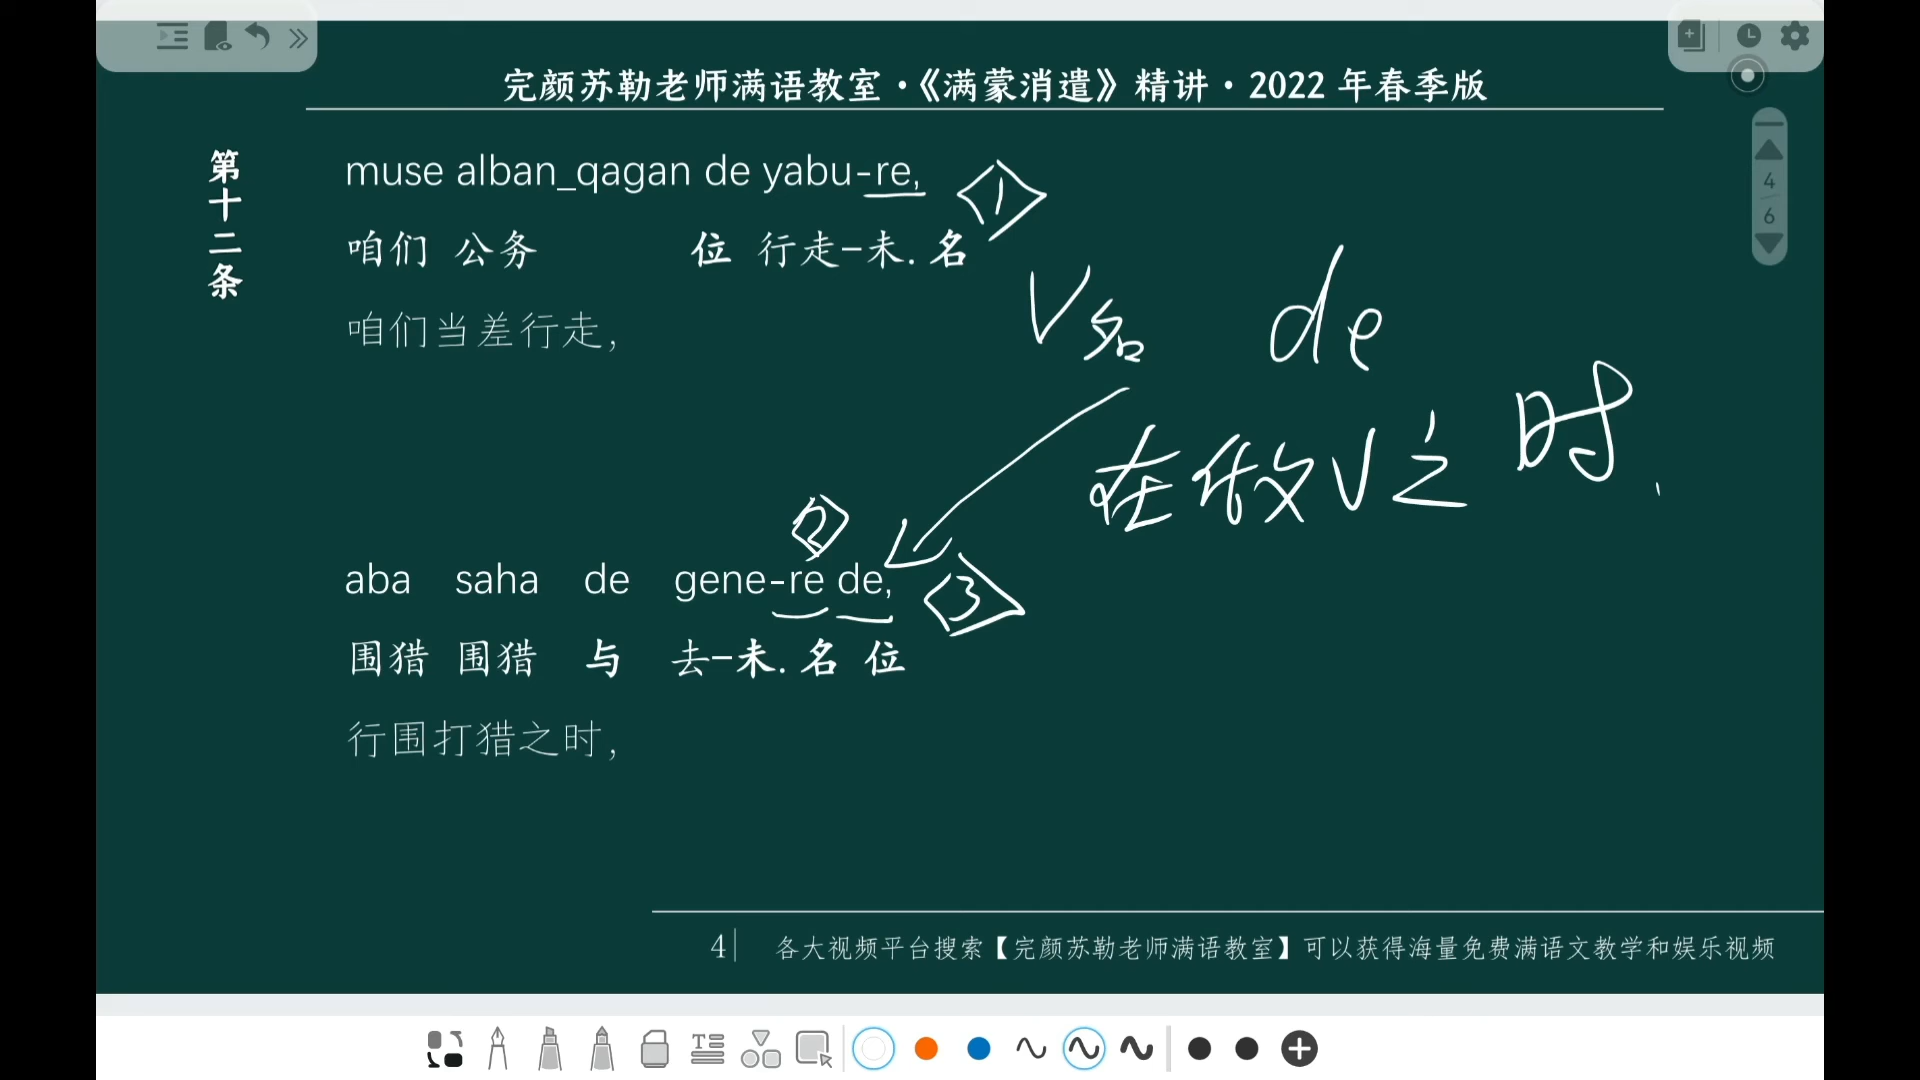 完颜苏勒老师满语教室·《满蒙消遣》精讲·2022 年春季版
第十二条
muse alban_qagan de yabu-re,
1
咱们 公务 位 行走-未.名
咱们当差行走,
V名 de
在做V之时.
2
aba saha de gene-re de,
3
围猎 围猎 与 去-未.名 位
行围打猎之时,
4
6
4| 各大视频平台搜索【完颜苏勒老师满语教室】可以获得海量免费满语文教学和娱乐视频